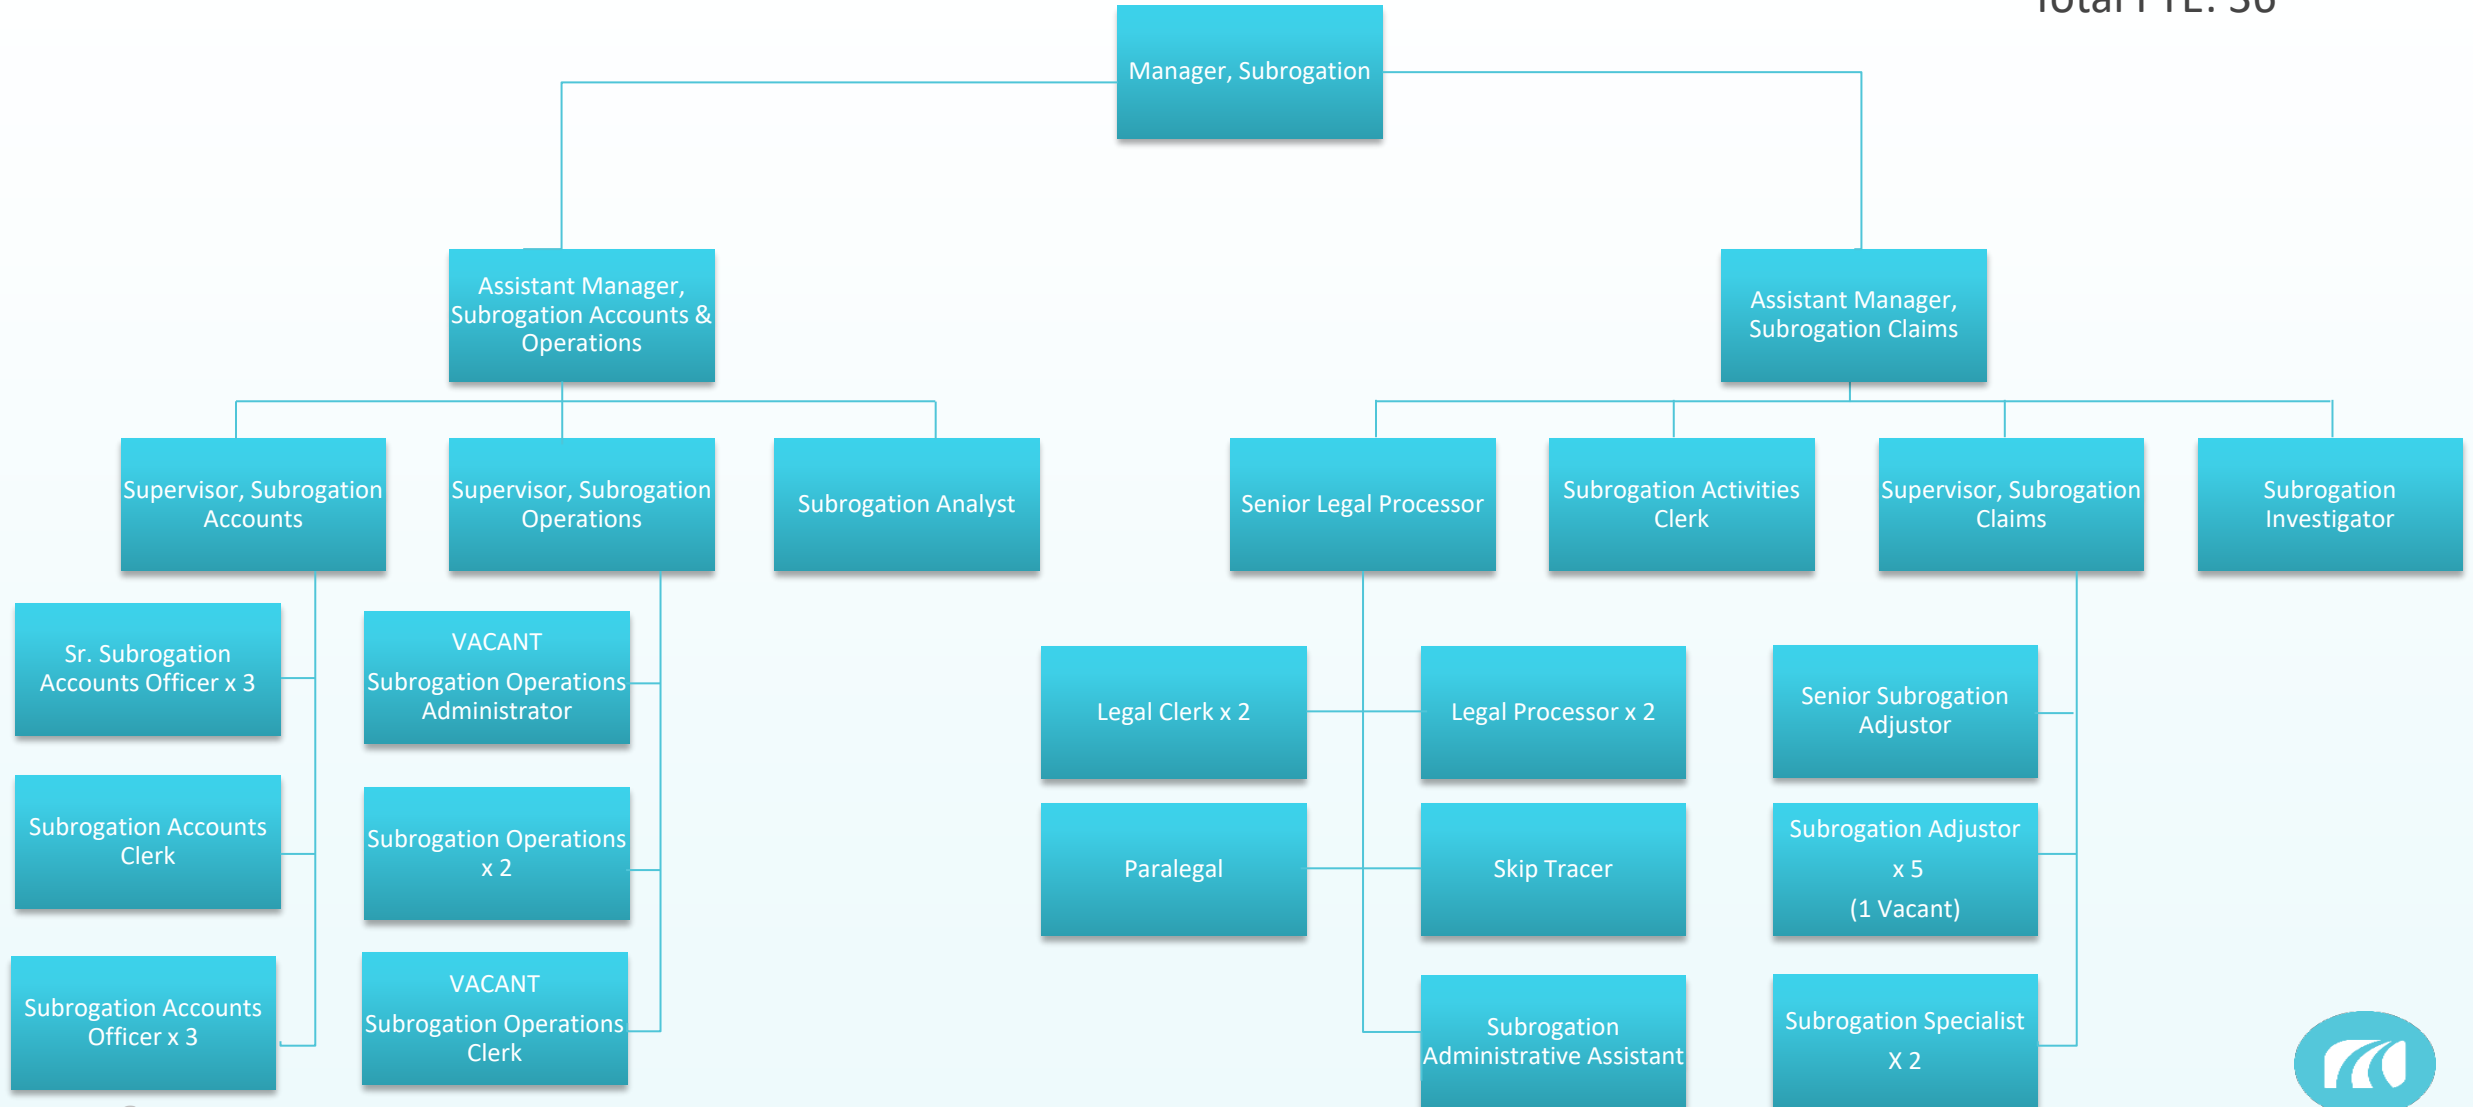 Total FTE: 36
Manager, Subrogation
Assistant Manager,
Subrogation Accounts &
Operations
Assistant Manager,
Subrogation Claims
Supervisor, Subrogation
Accounts
Supervisor, Subrogation
Operations
Subrogation Analyst
Senior Legal Processor
Subrogation Activities
Clerk
Supervisor, Subrogation
Claims
Subrogation
Investigator
Sr. Subrogation
Accounts Officer x 3
Subrogation Accounts
Clerk
Subrogation Accounts
Officer x 3
VACANT
Subrogation Operations
Administrator
Subrogation Operations
x 2
VACANT
Subrogation Operations
Clerk
Legal Clerk x 2
Legal Processor x 2
Paralegal
Skip Tracer
Subrogation
Administrative Assistant
Senior Subrogation
Adjustor
Subrogation Adjustor
x 5
(1 Vacant)
Subrogation Specialist
X 2